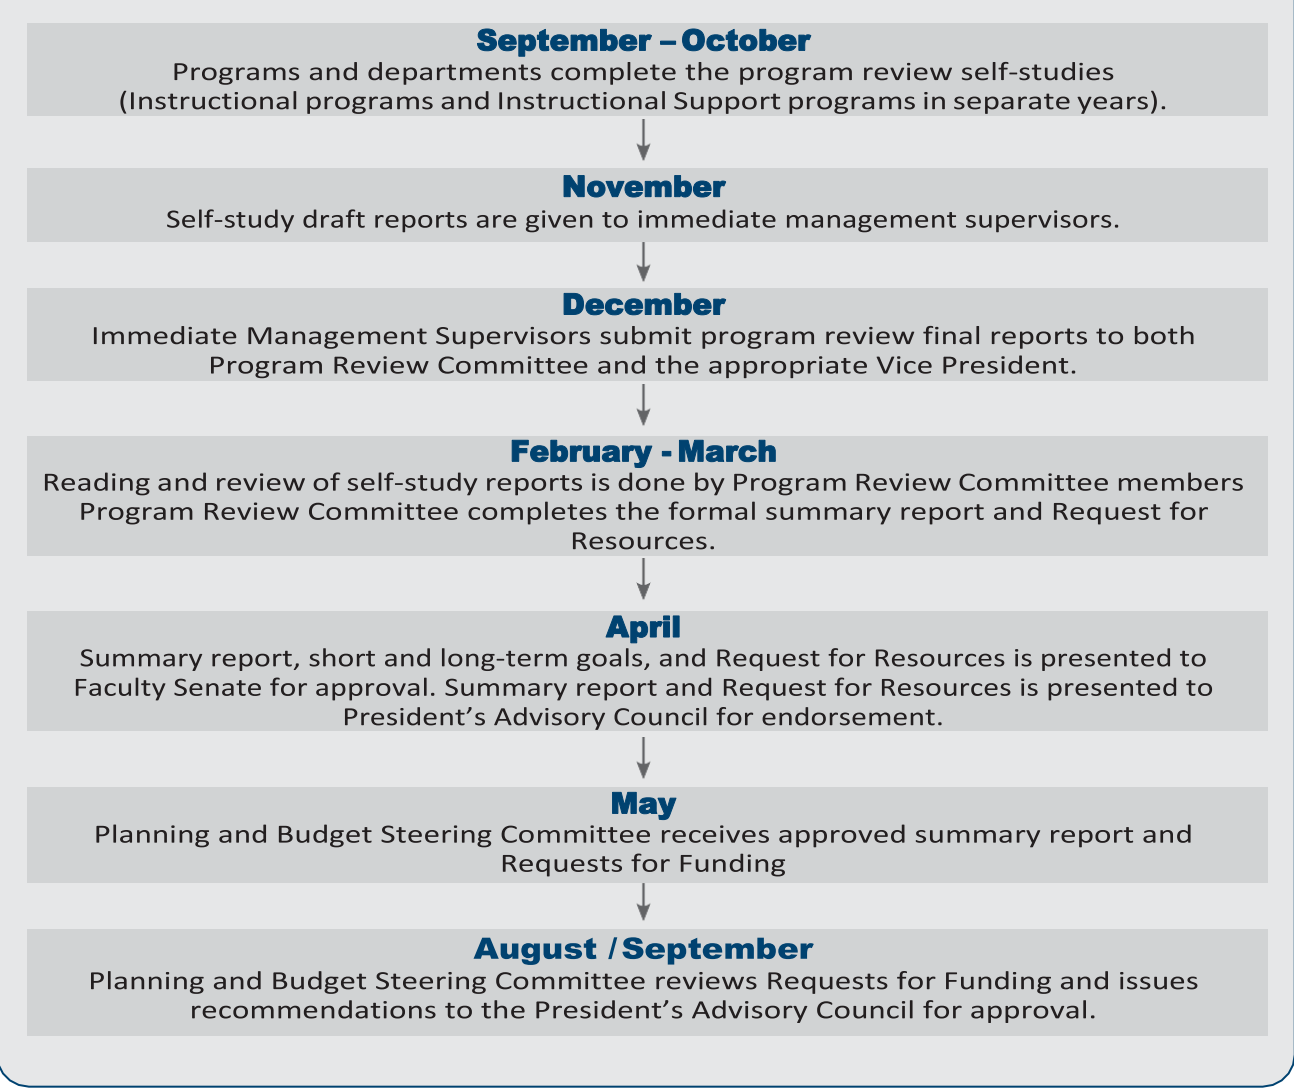 September – October
Programs and departments complete the program review self-studies
(Instructional programs and Instructional Support programs in separate years).
November
Self-study draft reports are given to immediate management supervisors.
December
Immediate Management Supervisors submit program review final reports to both
Program Review Committee and the appropriate Vice President.
February - March
Reading and review of self-study reports is done by Program Review Committee members
Program Review Committee completes the formal summary report and Request for
Resources.
April
Summary report, short and long-term goals, and Request for Resources is presented to
Faculty Senate for approval. Summary report and Request for Resources is presented to
President’s Advisory Council for endorsement.
May
Planning and Budget Steering Committee receives approved summary report and
Requests for Funding
August / September
Planning and Budget Steering Committee reviews Requests for Funding and issues
recommendations to the President’s Advisory Council for approval.